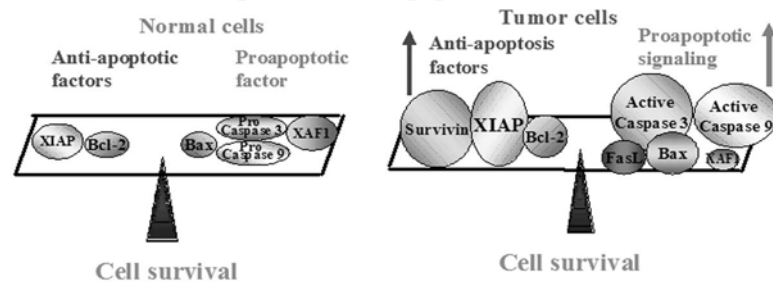 Normal cells
Anti-apoptotic
factors
Proapoptotic
factor
XIAP
Bcl-2
Bax
Pro
Caspase 3
Pro
Caspase 9
XAF1
Cell survival
Tumor cells
Anti-apoptosis
factors
Proapoptotic
signaling
Survivin
XIAP
Bcl-2
Active
Caspase 3
Active
Caspase 9
FasL
Bax
XAF1
Cell survival